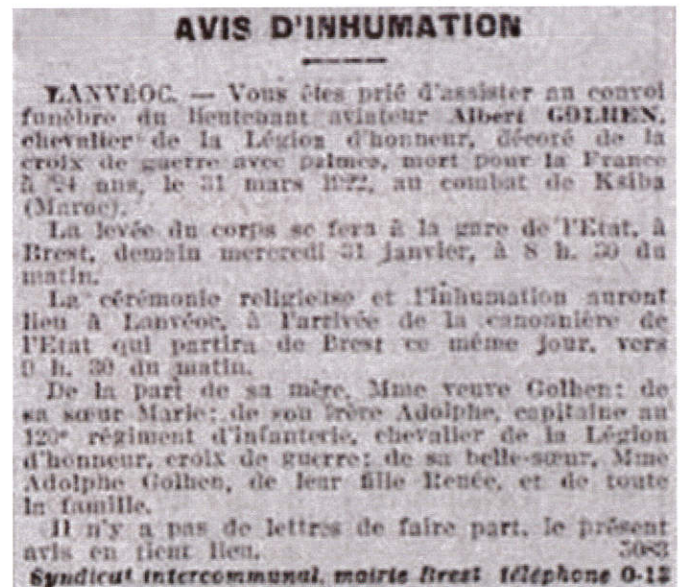 AVIS D'INHUMATION
LANVÉOC. — Vous êtes prié d'assister au convoi
funèbre du lieutenant aviateur Albert GOLHEN,
chevalier de la Légion d'honneur, décoré de la
croix de guerre avec palmes, mort pour la France
à 24 ans, le 31 mars 1922, au combat de Ksiba
(Maroc).
La levée du corps se fera à la gare de l'Etat, à
Brest, demain mercredi 31 janvier, à 8 h. 30 du
matin.
La cérémonie religieuse et l'inhumation auront
lieu à Lanvéoc, à l'arrivée de la canonnière de
l'Etat qui partira de Brest ce même jour, vers
9 h. 30 du matin.
De la part de sa mère, Mme veuve Golhen; de
sa sœur Marie; de son frère Adolphe, capitaine au
120e régiment d'infanterie, chevalier de la Légion
d'honneur, croix de guerre; de sa belle-sœur, Mme
Adolphe Golhen, de leur fille Renée, et de toute
la famille.
Il n'y a pas de lettres de faire part, le présent
avis en tient lieu. 5083
Syndicat intercommunal, mairie Brest téléphone 0-13